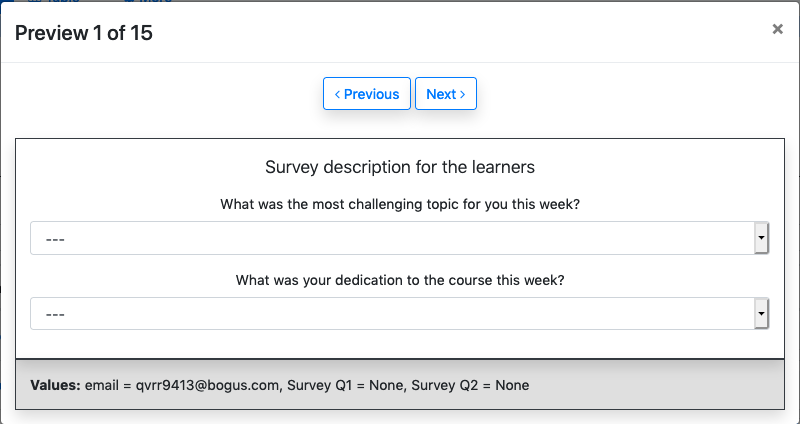 Preview 1 of 15
×
‹ Previous Next ›
Survey description for the learners
What was the most challenging topic for you this week?
---
What was your dedication to the course this week?
---
Values: email = qvrr9413@bogus.com, Survey Q1 = None, Survey Q2 = None